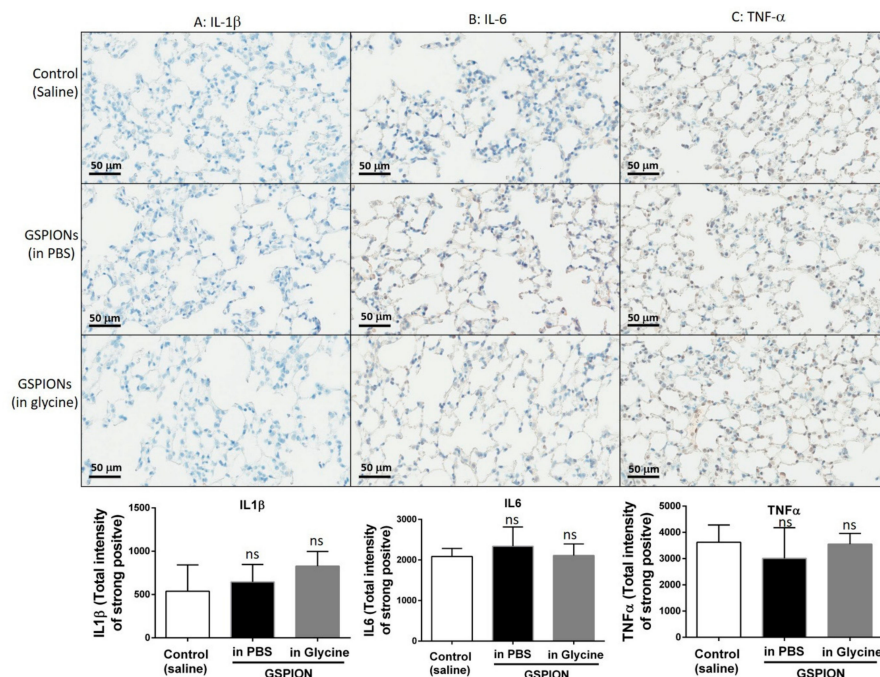 A: IL-1β
B: IL-6
C: TNF-α
Control
(Saline)
50 µm
50 µm
50 µm
GSPIONs
(in PBS)
50 µm
50 µm
50 µm
GSPIONs
(in glycine)
50 µm
50 µm
50 µm
IL1β
IL1β (Total intensity
of strong positve)
1500
1000
500
0
ns
ns
Control
(saline)
in PBS
in Glycine
GSPION
IL6
IL6 (Total intensity
of strong positve)
3000
2000
1000
0
ns
ns
Control
(saline)
in PBS
in Glycine
GSPION
TNFα
TNFα (Total intensity
of strong positve)
5000
4000
3000
2000
1000
0
ns
ns
Control
(saline)
in PBS
in Glycine
GSPION